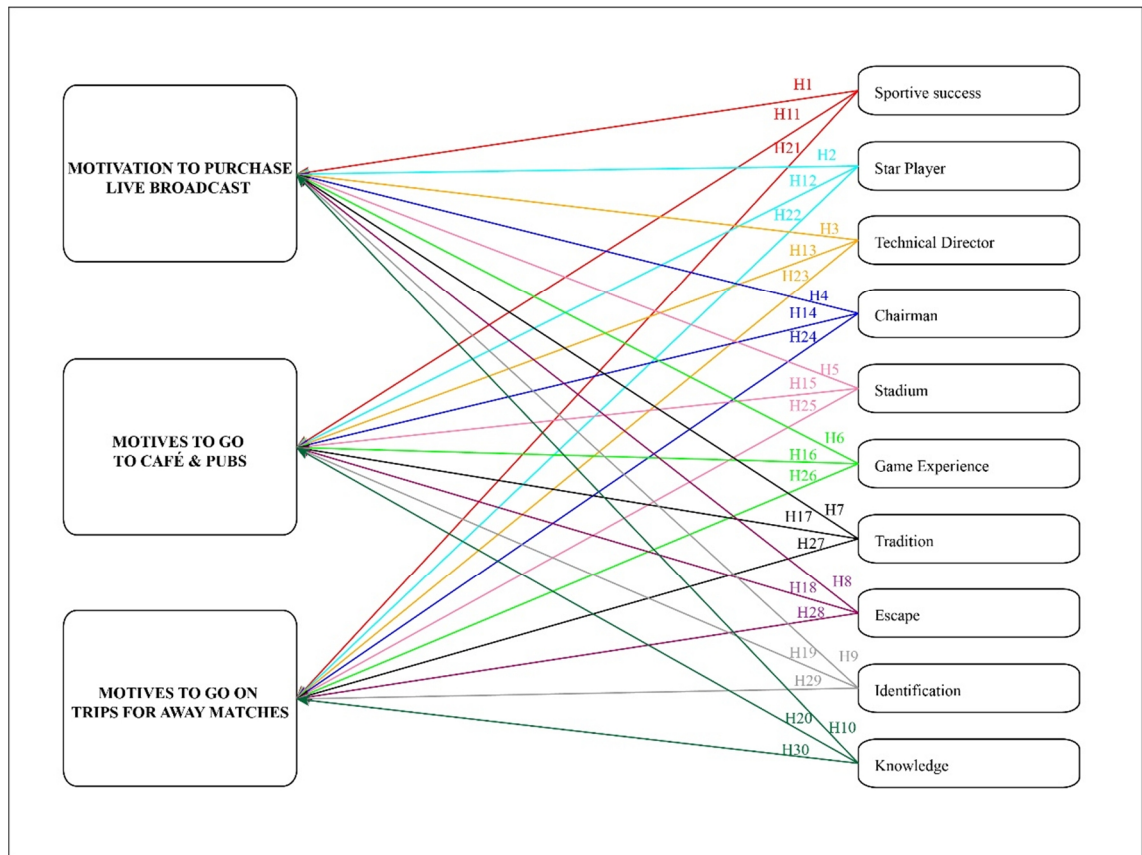 MOTIVATION TO PURCHASE
LIVE BROADCAST
MOTIVES TO GO
TO CAFÉ & PUBS
MOTIVES TO GO ON
TRIPS FOR AWAY MATCHES
H1
H11
H21
H2
H12
H22
H3
H13
H23
H4
H14
H24
H5
H15
H25
H6
H16
H26
H7
H17
H27
H8
H18
H28
H9
H19
H29
H10
H20
H30
Sportive success
Star Player
Technical Director
Chairman
Stadium
Game Experience
Tradition
Escape
Identification
Knowledge